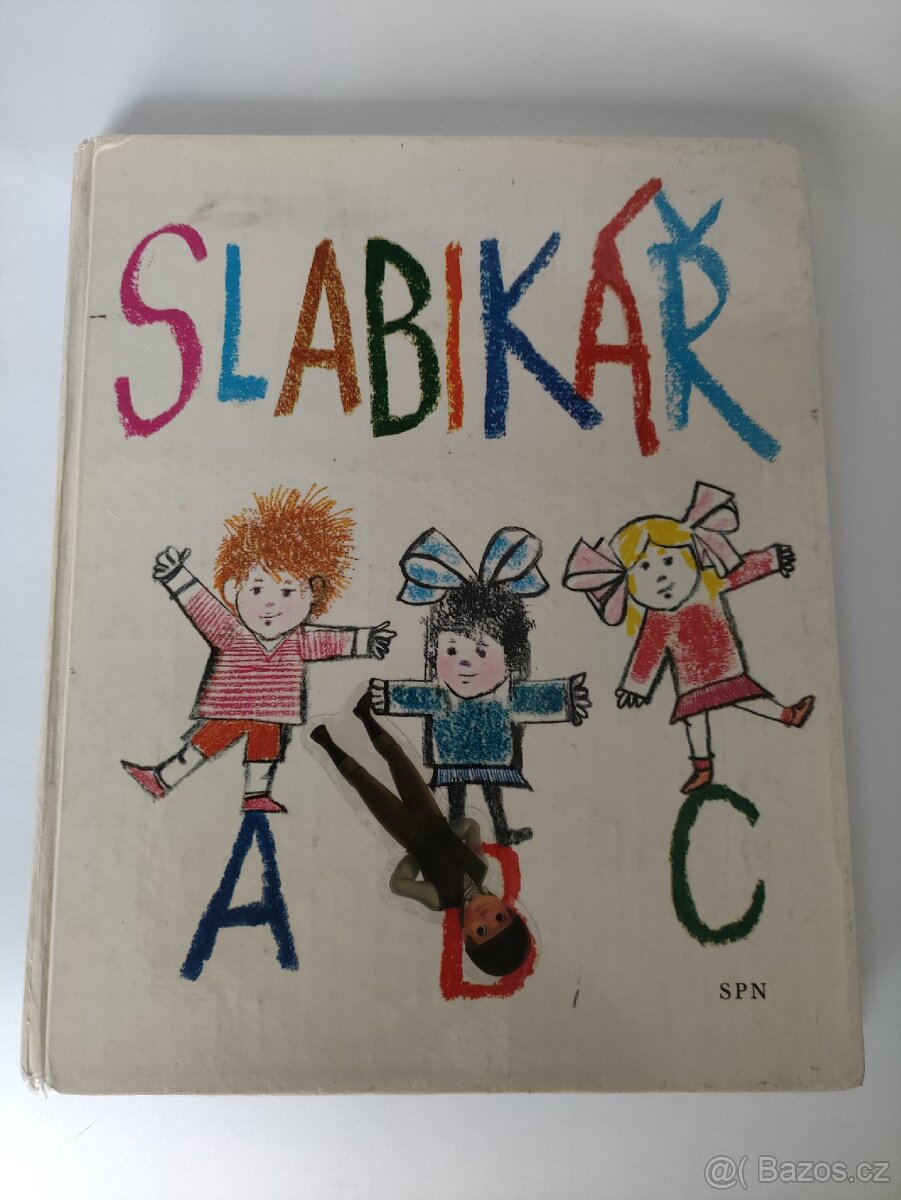 SLABIKÁŘ
A B C
SPN
@( Bazos.cz